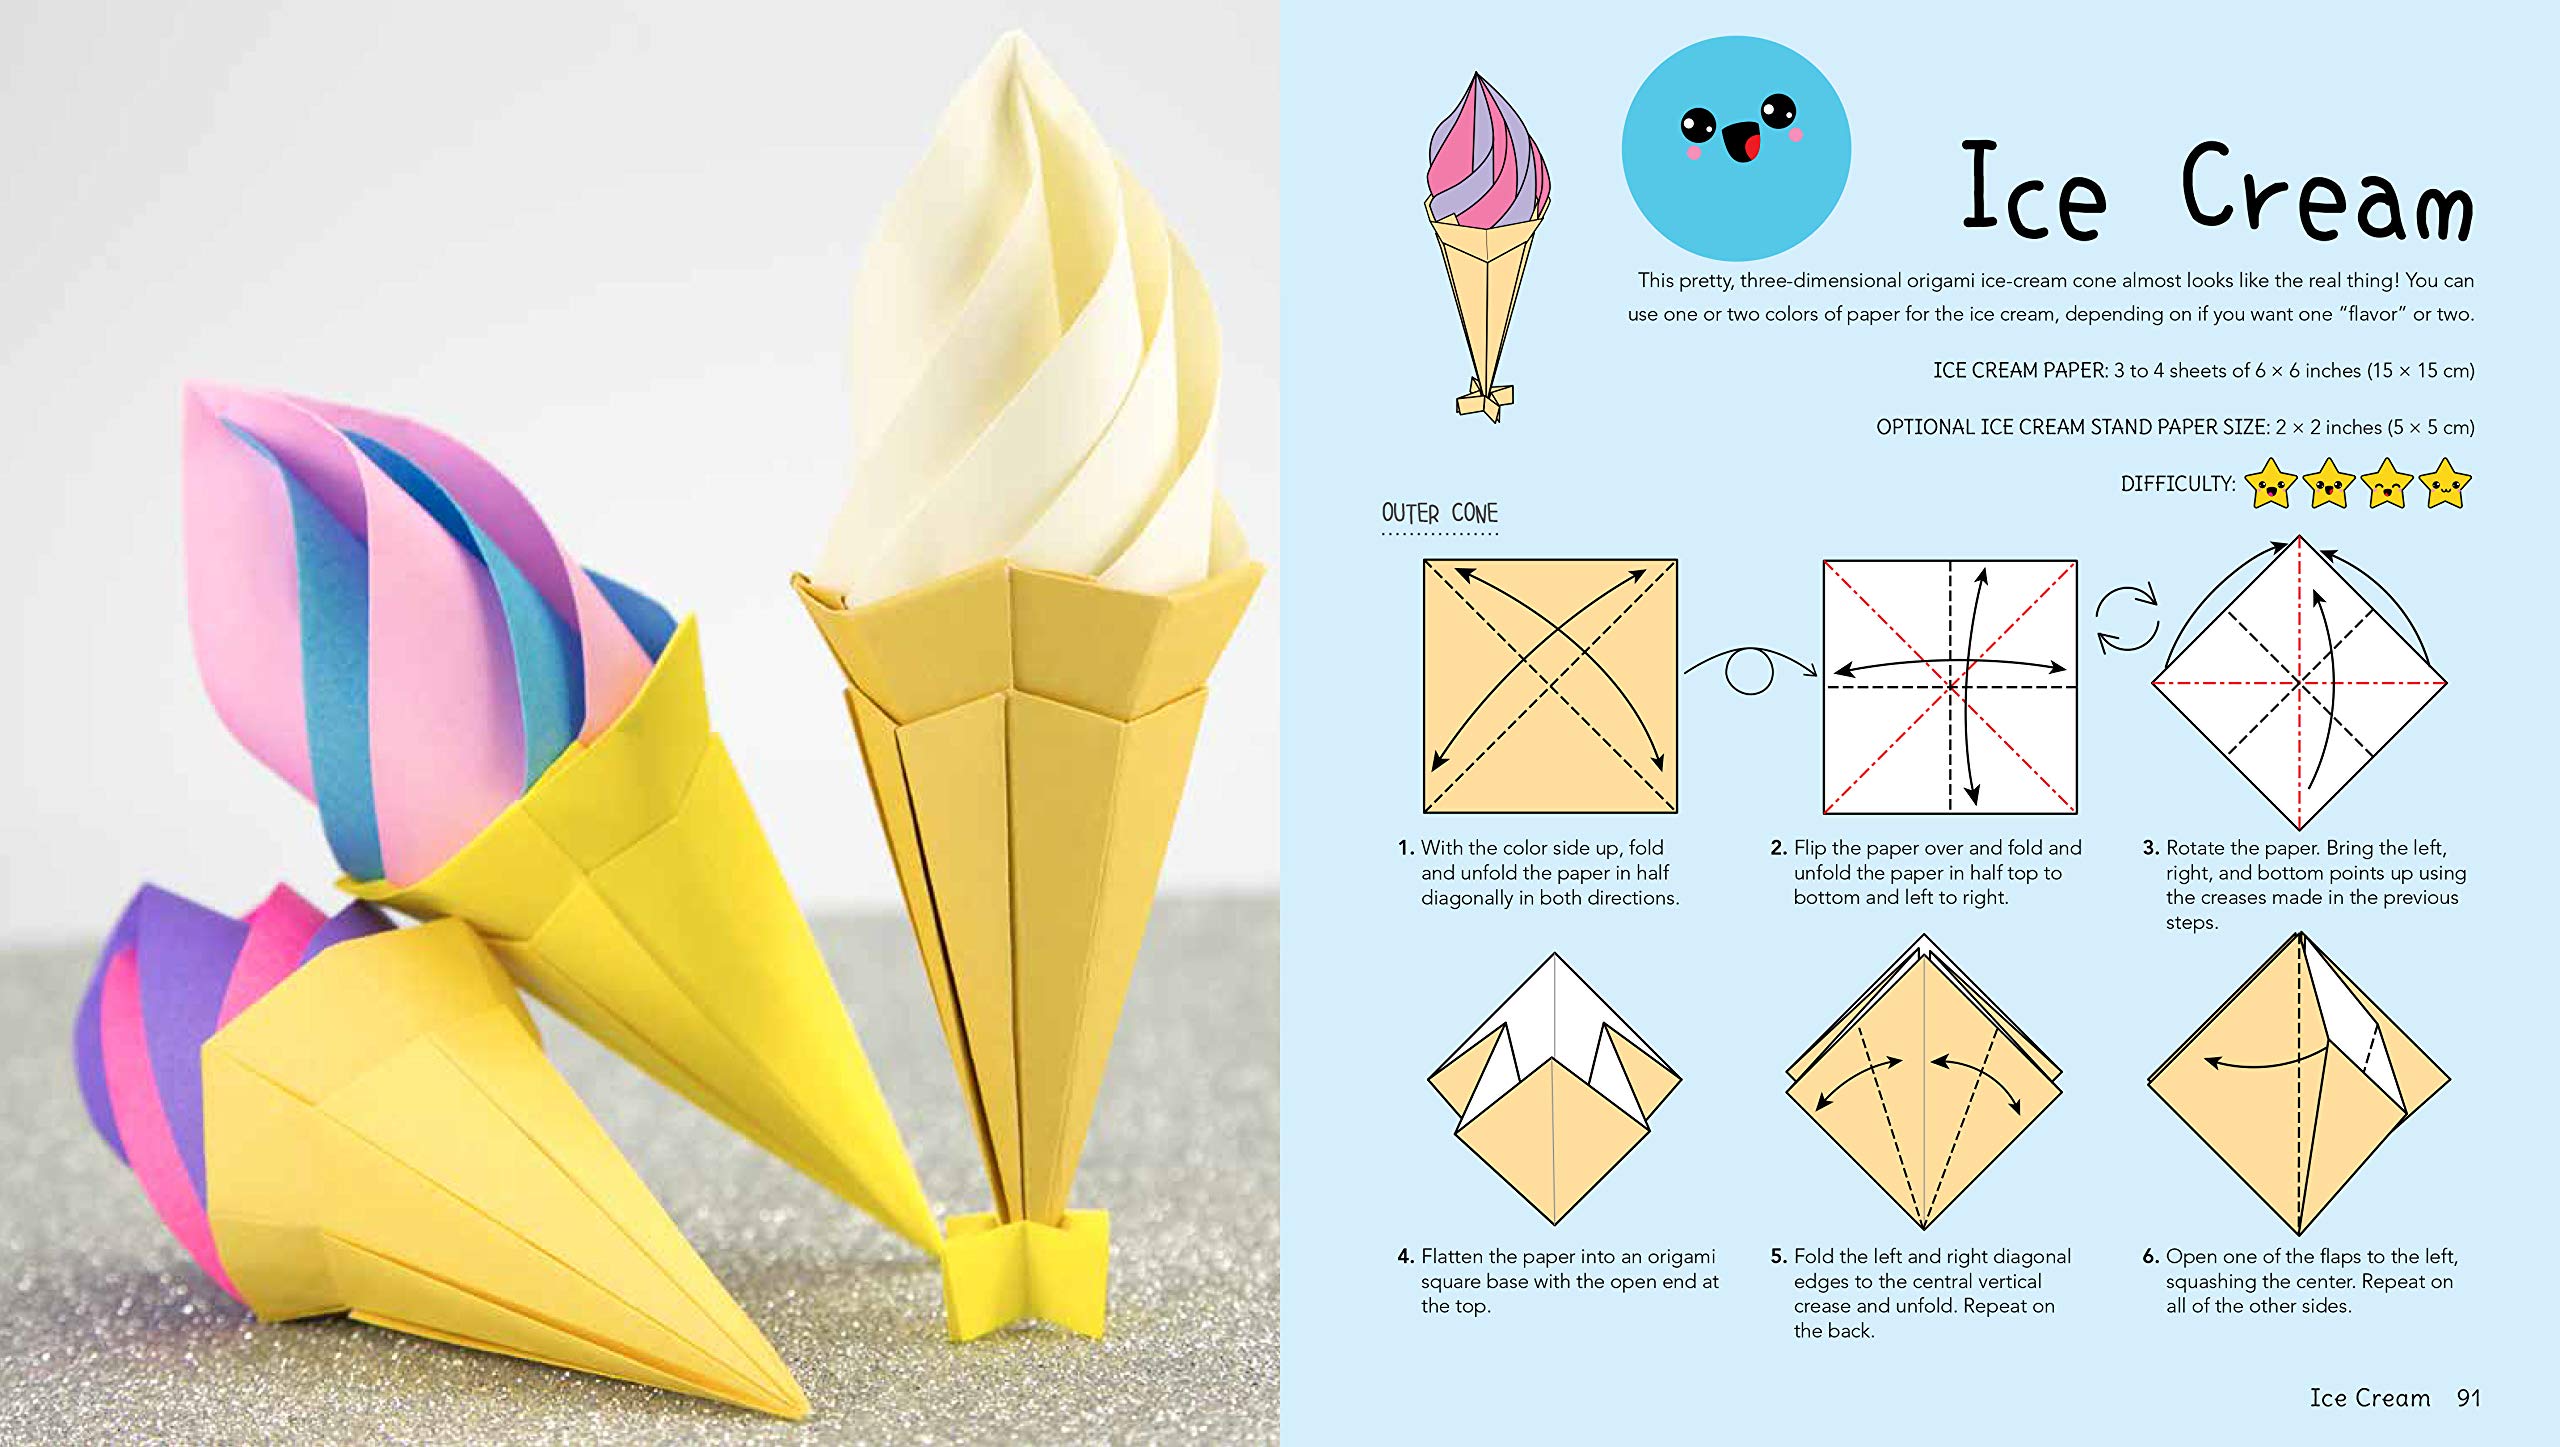 Ice Cream
This pretty, three-dimensional origami ice-cream cone almost looks like the real thing! You can
use one or two colors of paper for the ice cream, depending on if you want one “flavor” or two.
ICE CREAM PAPER: 3 to 4 sheets of 6 × 6 inches (15 × 15 cm)
OPTIONAL ICE CREAM STAND PAPER SIZE: 2 × 2 inches (5 × 5 cm)
DIFFICULTY:
OUTER CONE
1. With the color side up, fold
and unfold the paper in half
diagonally in both directions.
2. Flip the paper over and fold and
unfold the paper in half top to
bottom and left to right.
3. Rotate the paper. Bring the left,
right, and bottom points up using
the creases made in the previous
steps.
4. Flatten the paper into an origami
square base with the open end at
the top.
5. Fold the left and right diagonal
edges to the central vertical
crease and unfold. Repeat on
the back.
6. Open one of the flaps to the left,
squashing the center. Repeat on
all of the other sides.
Ice Cream 91